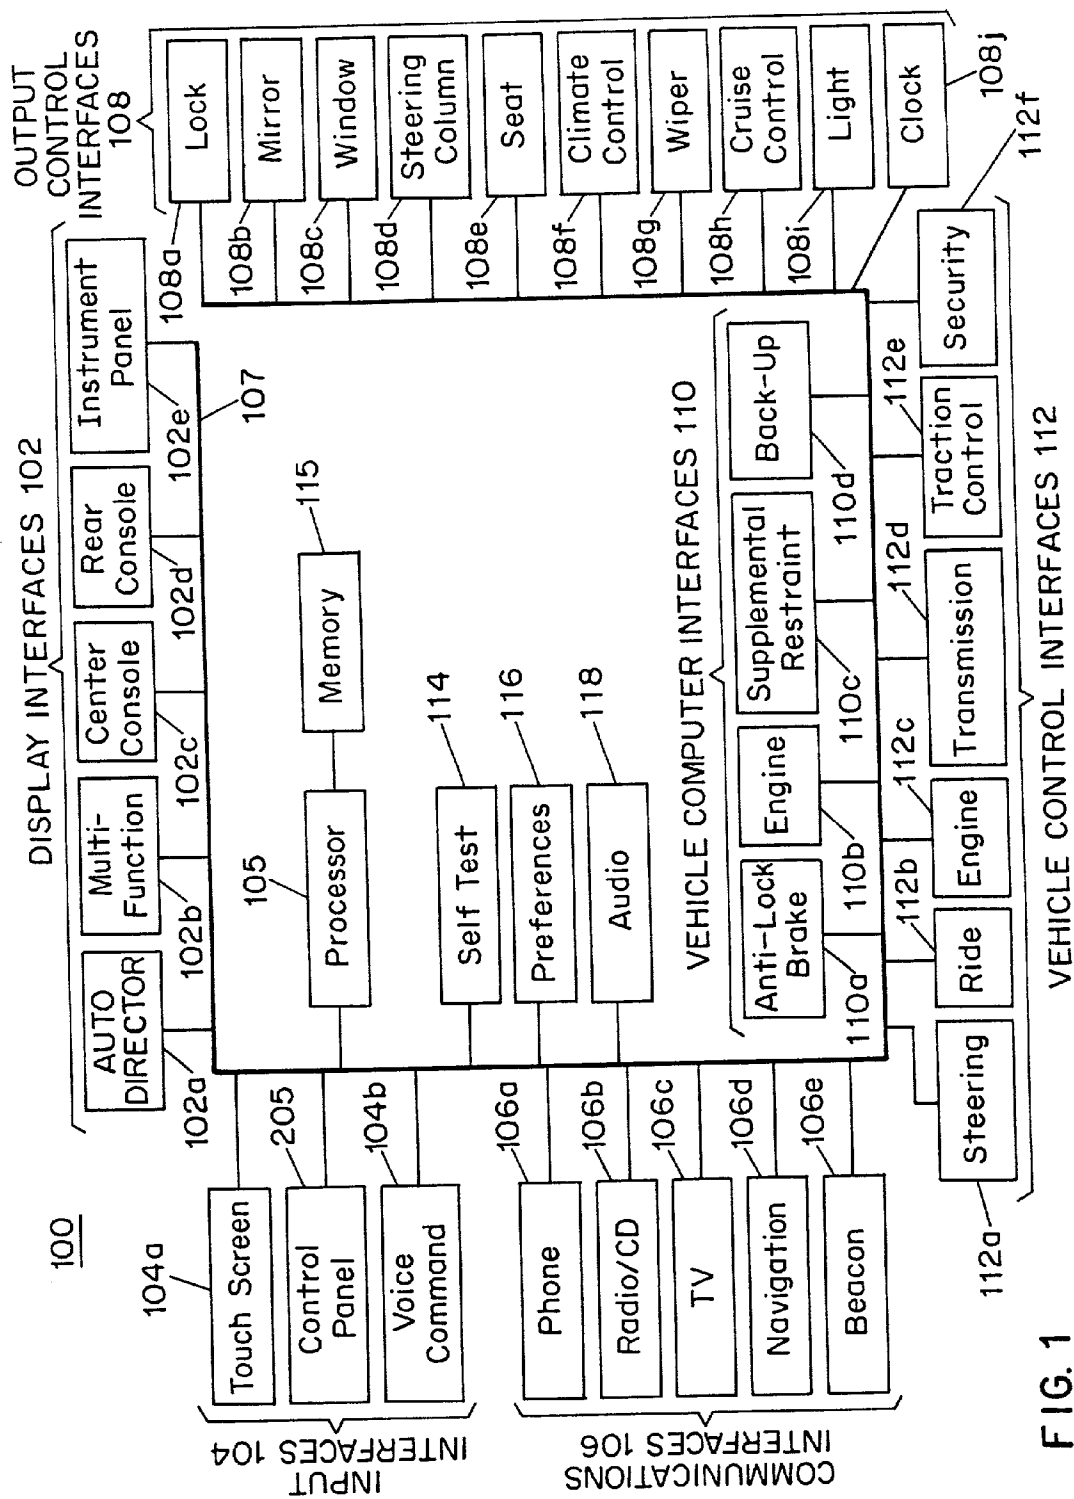 100
DISPLAY INTERFACES 102
AUTO
DIRECTOR
102a
Multi-
Function
102b
Center
Console
102c
Rear
Console
102d
Instrument
Panel
102e
107
OUTPUT
CONTROL
INTERFACES
108
Lock
108a
Mirror
108b
Window
108c
Steering
Column
108d
Seat
108e
Climate
Control
108f
Wiper
108g
Cruise
Control
108h
Light
108i
Clock
108j
INPUT
INTERFACES 104
104a
Touch Screen
205
Control
Panel
104b
Voice
Command
COMMUNICATIONS
INTERFACES 106
106a
Phone
106b
Radio/CD
106c
TV
106d
Navigation
106e
Beacon
105
Processor
115
Memory
114
Self Test
116
Preferences
118
Audio
VEHICLE COMPUTER INTERFACES 110
Anti-Lock
Brake
110a
Engine
110b
Supplemental
Restraint
110c
Back-Up
110d
112a
Steering
112b
Ride
112c
Engine
112d
Transmission
112e
Traction
Control
112f
Security
VEHICLE CONTROL INTERFACES 112
FIG. 1